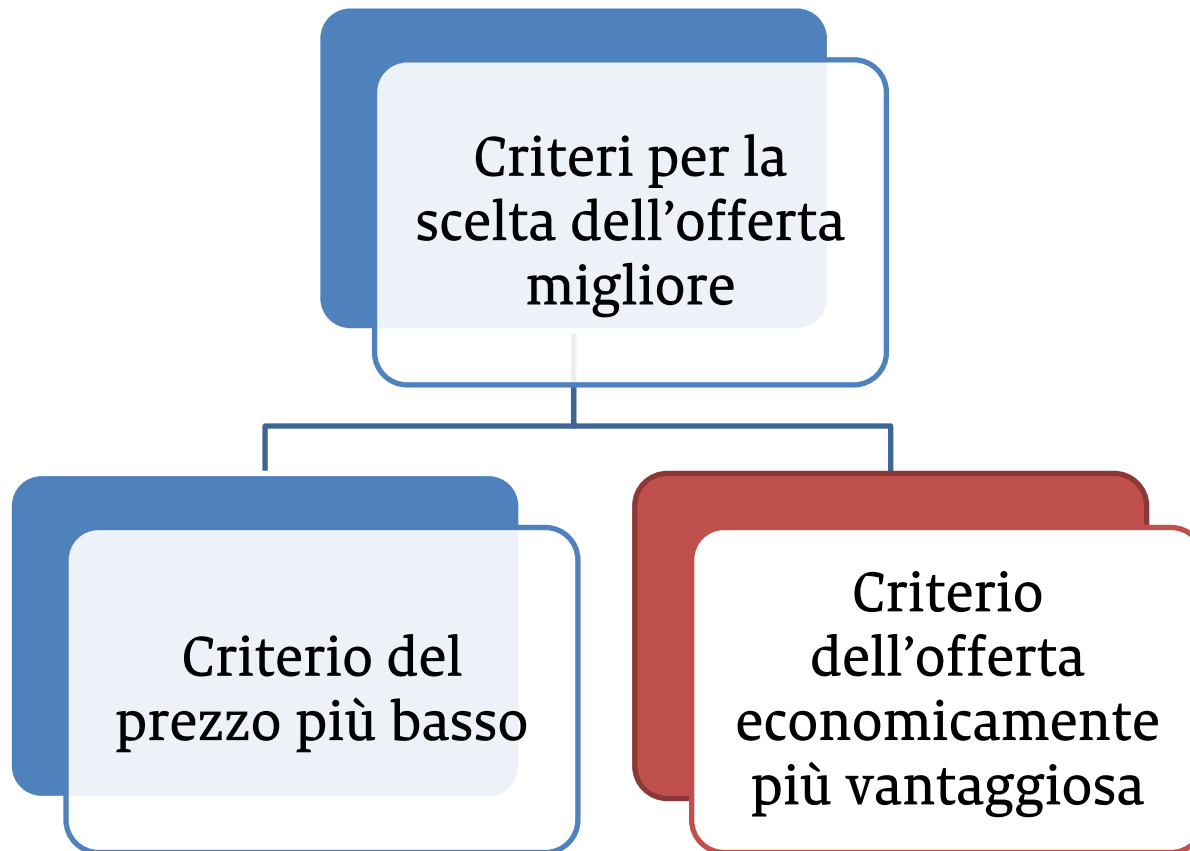 Criteri per la
scelta dell’offerta
migliore
Criterio del
prezzo più basso
Criterio
dell’offerta
economicamente
più vantaggiosa